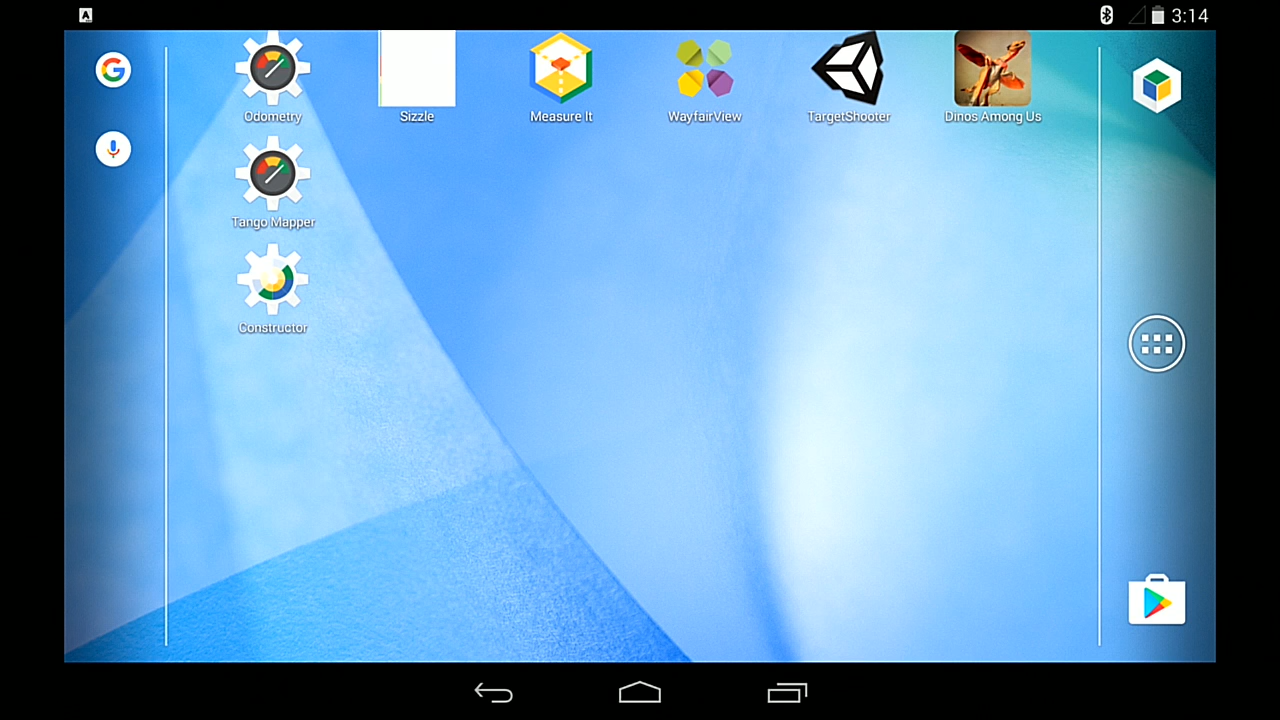 A
3:14
G
Odometry
Sizzle
Measure It
WayfairView
TargetShooter
Dinos Among Us
Tango Mapper
Constructor